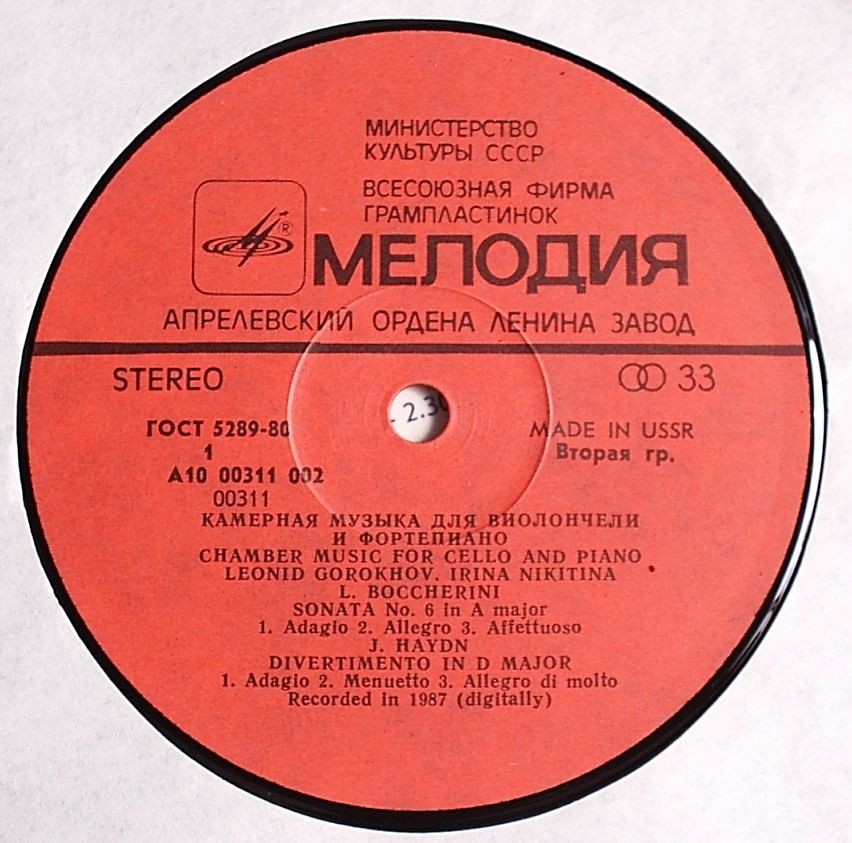 МИНИСТЕРСТВО
КУЛЬТУРЫ СССР
ВСЕСОЮЗНАЯ ФИРМА
ГРАМПЛАСТИНОК
®
МЕЛОДИЯ
АПРЕЛЕВСКИЙ ОРДЕНА ЛЕНИНА ЗАВОД
STEREO
33
- 2.30
ГОСТ 5289-80
MADE IN USSR
1
Вторая гр.
А10 00311 002
00311
КАМЕРНАЯ МУЗЫКА ДЛЯ ВИОЛОНЧЕЛИ
И ФОРТЕПИАНО
CHAMBER MUSIC FOR CELLO AND PIANO
LEONID GOROKHOV. IRINA NIKITINA
L. BOCCHERINI
SONATA No. 6 in A major
1. Adagio 2. Allegro 3. Affettuoso
J. HAYDN
DIVERTIMENTO IN D MAJOR
1. Adagio 2. Menuetto 3. Allegro di molto
Recorded in 1987 (digitally)